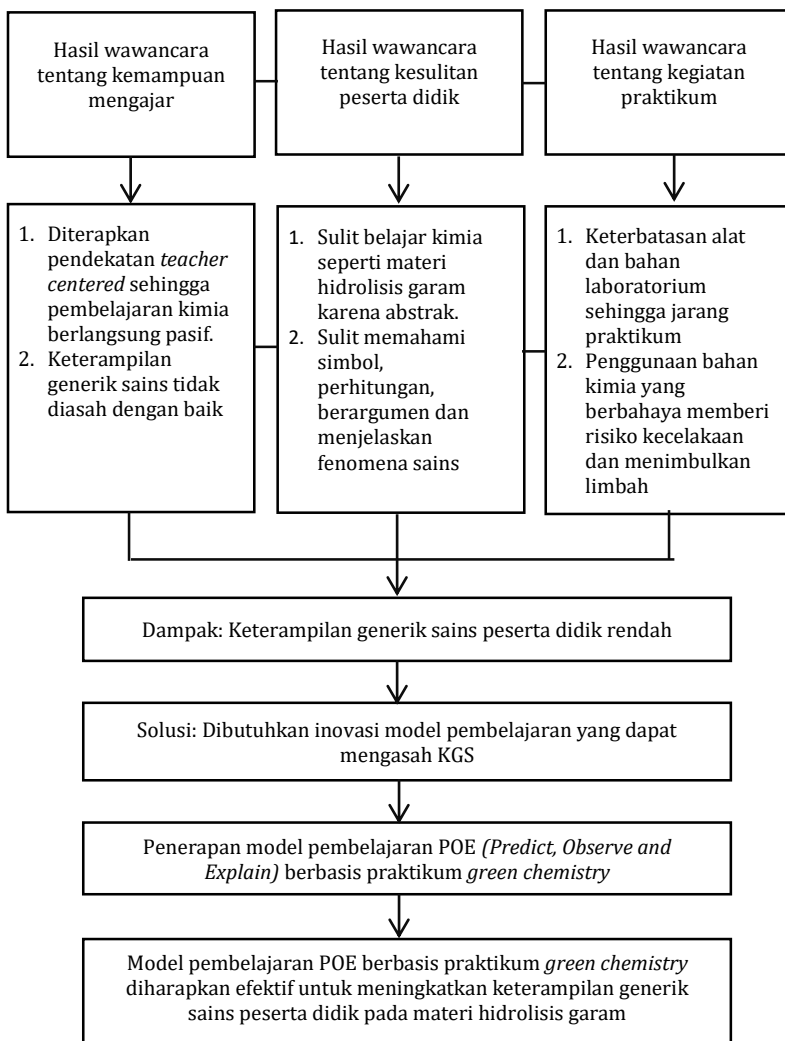 Hasil wawancara
tentang kemampuan
mengajar
Hasil wawancara
tentang kesulitan
peserta didik
Hasil wawancara
tentang kegiatan
praktikum
1. Diterapkan
pendekatan teacher
centered sehingga
pembelajaran kimia
berlangsung pasif.
2. Keterampilan
generik sains tidak
diasah dengan baik
1. Sulit belajar kimia
seperti materi
hidrolisis garam
karena abstrak.
2. Sulit memahami
simbol,
perhitungan,
berargumen dan
menjelaskan
fenomena sains
1. Keterbatasan alat
dan bahan
laboratorium
sehingga jarang
praktikum
2. Penggunaan bahan
kimia yang
berbahaya memberi
risiko kecelakaan
dan menimbulkan
limbah
Dampak: Keterampilan generik sains peserta didik rendah
Solusi: Dibutuhkan inovasi model pembelajaran yang dapat
mengasah KGS
Penerapan model pembelajaran POE (Predict, Observe and
Explain) berbasis praktikum green chemistry
Model pembelajaran POE berbasis praktikum green chemistry
diharapkan efektif untuk meningkatkan keterampilan generik
sains peserta didik pada materi hidrolisis garam